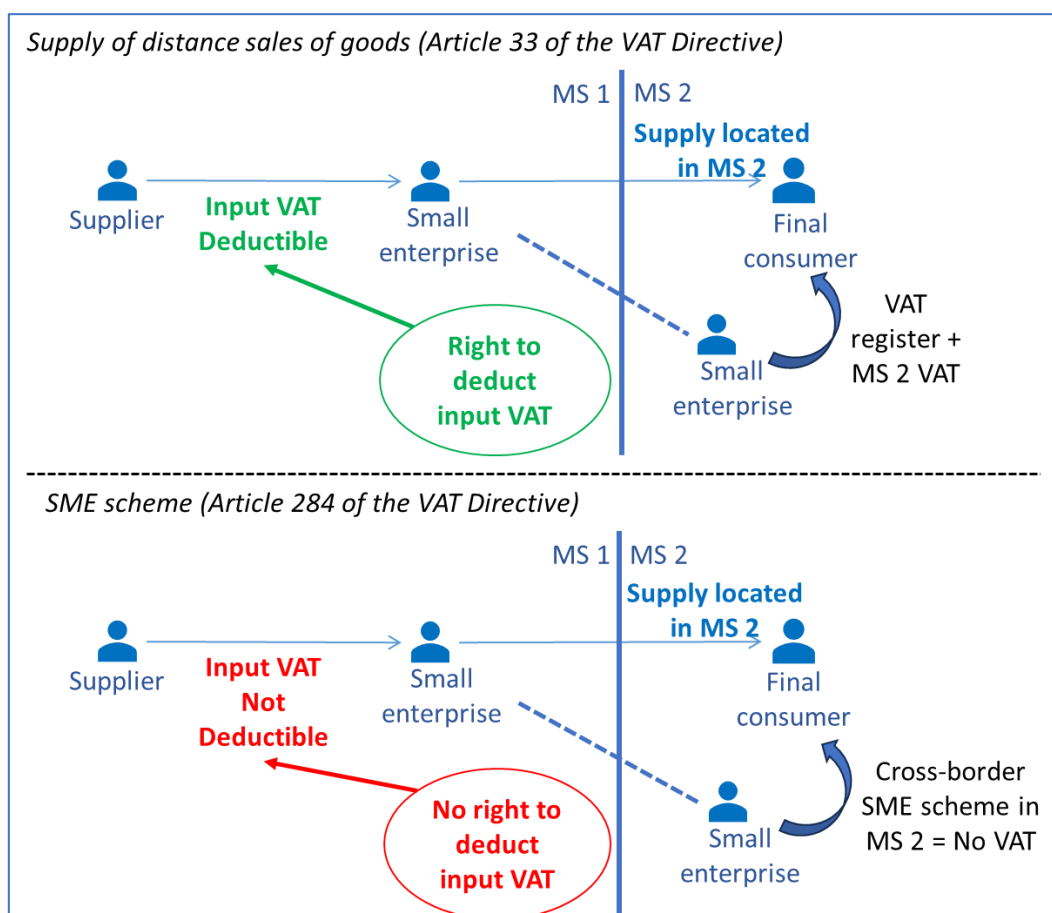 Supply of distance sales of goods (Article 33 of the VAT Directive)
MS 1
MS 2
Supply located
in MS 2
Supplier
Input VAT
Deductible
Small
enterprise
Final
consumer
Right to
deduct
input VAT
Small
enterprise
VAT
register +
MS 2 VAT
SME scheme (Article 284 of the VAT Directive)
MS 1
MS 2
Supply located
in MS 2
Supplier
Input VAT
Not
Deductible
Small
enterprise
Final
consumer
No right to
deduct
input VAT
Small
enterprise
Cross-border
SME scheme in
MS 2 = No VAT